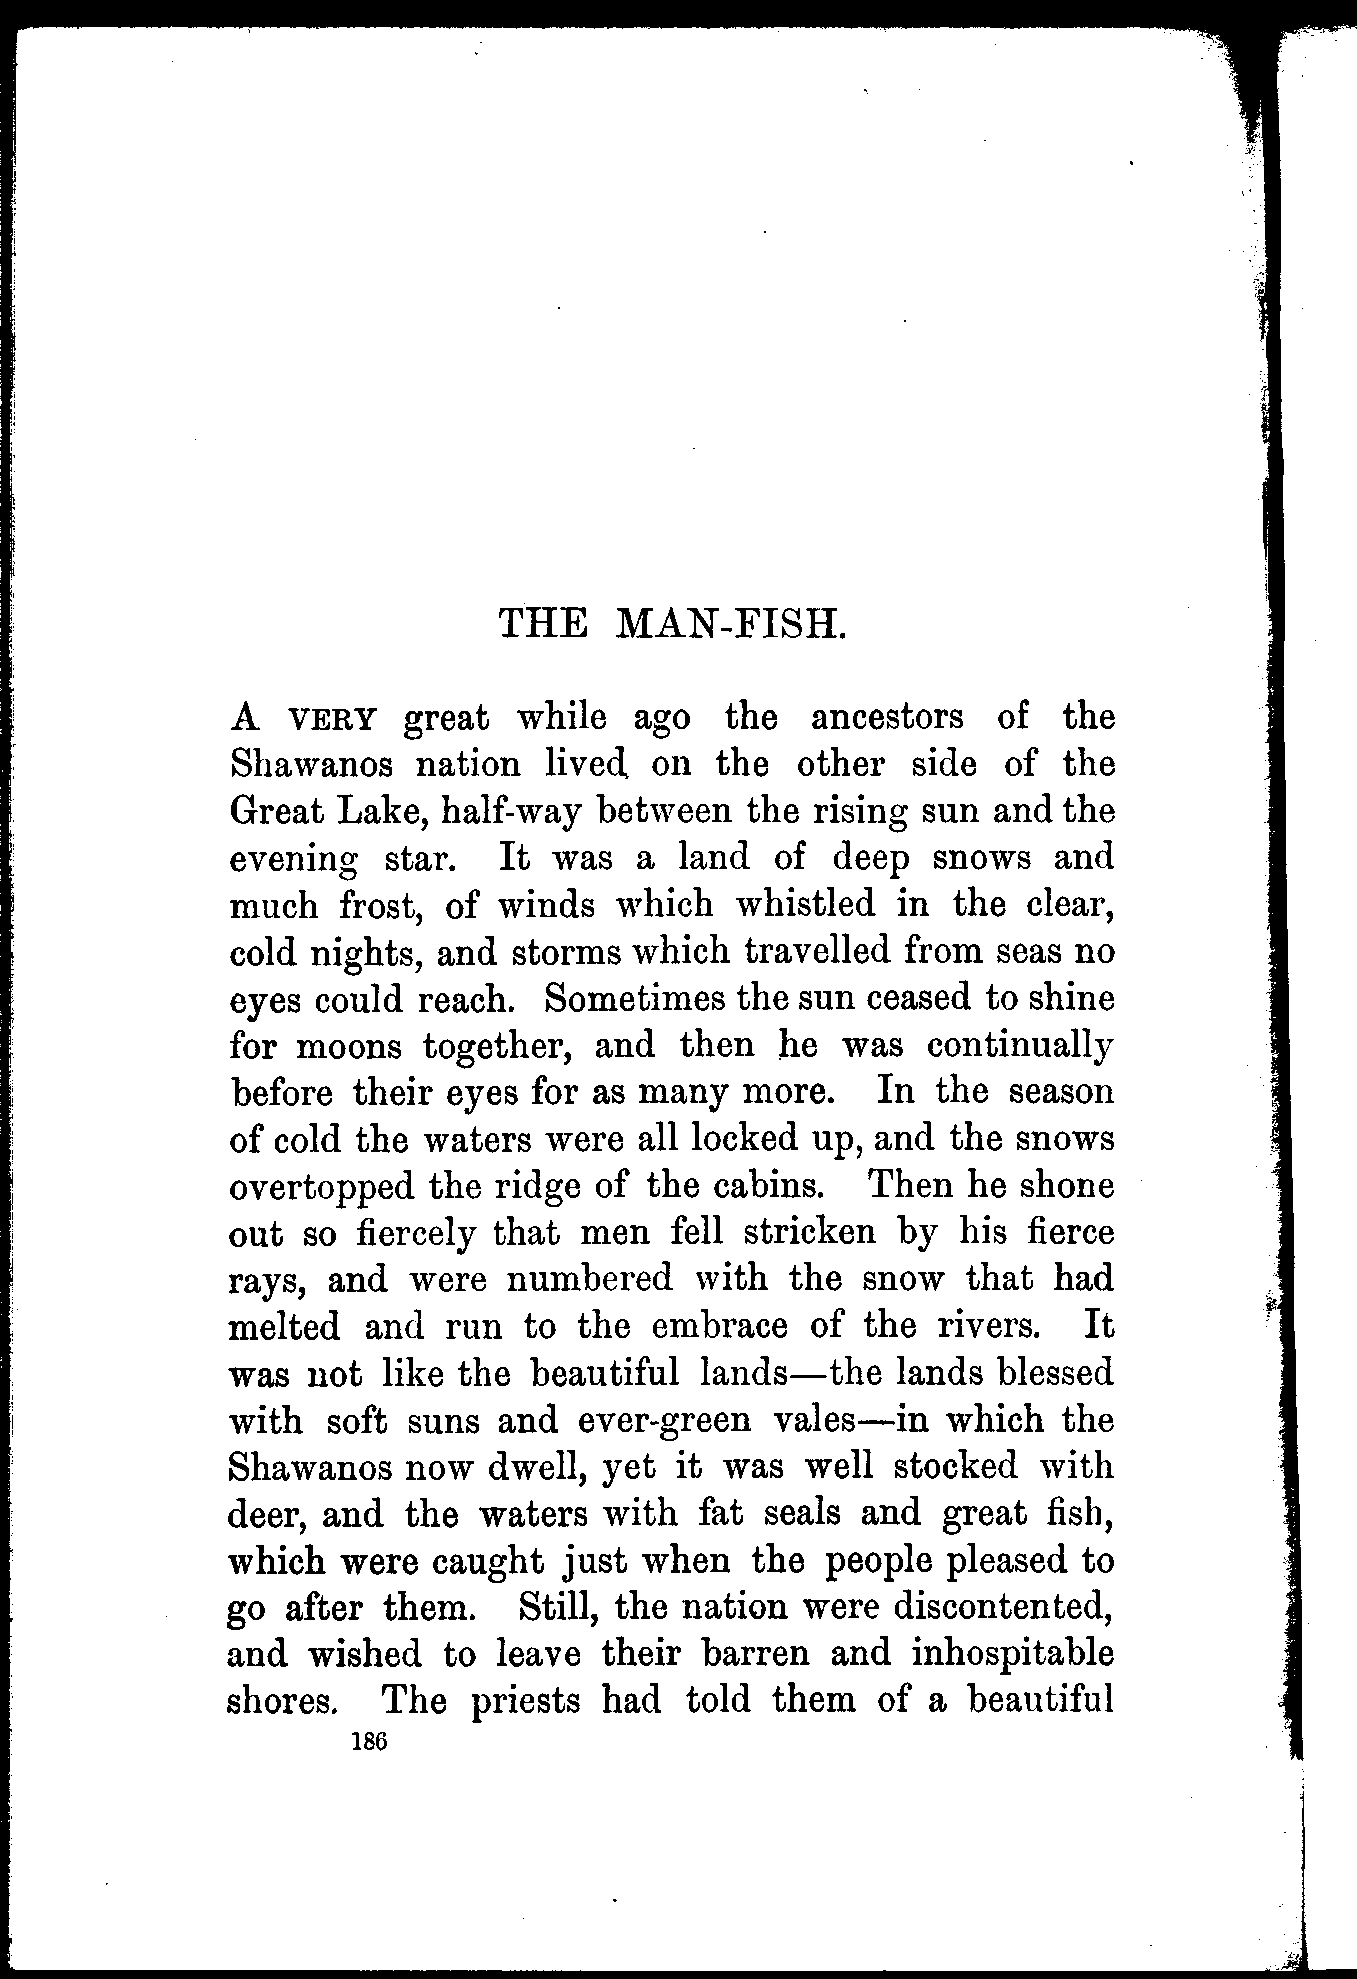 THE MAN-FISH.
A VERY great while ago the ancestors of the
Shawanos nation lived on the other side of the
Great Lake, half-way between the rising sun and the
evening star. It was a land of deep snows and
much frost, of winds which whistled in the clear,
cold nights, and storms which travelled from seas no
eyes could reach. Sometimes the sun ceased to shine
for moons together, and then he was continually
before their eyes for as many more. In the season
of cold the waters were all locked up, and the snows
overtopped the ridge of the cabins. Then he shone
out so fiercely that men fell stricken by his fierce
rays, and were numbered with the snow that had
melted and run to the embrace of the rivers. It
was not like the beautiful lands—the lands blessed
with soft suns and ever-green vales—in which the
Shawanos now dwell, yet it was well stocked with
deer, and the waters with fat seals and great fish,
which were caught just when the people pleased to
go after them. Still, the nation were discontented,
and wished to leave their barren and inhospitable
shores. The priests had told them of a beautiful
186